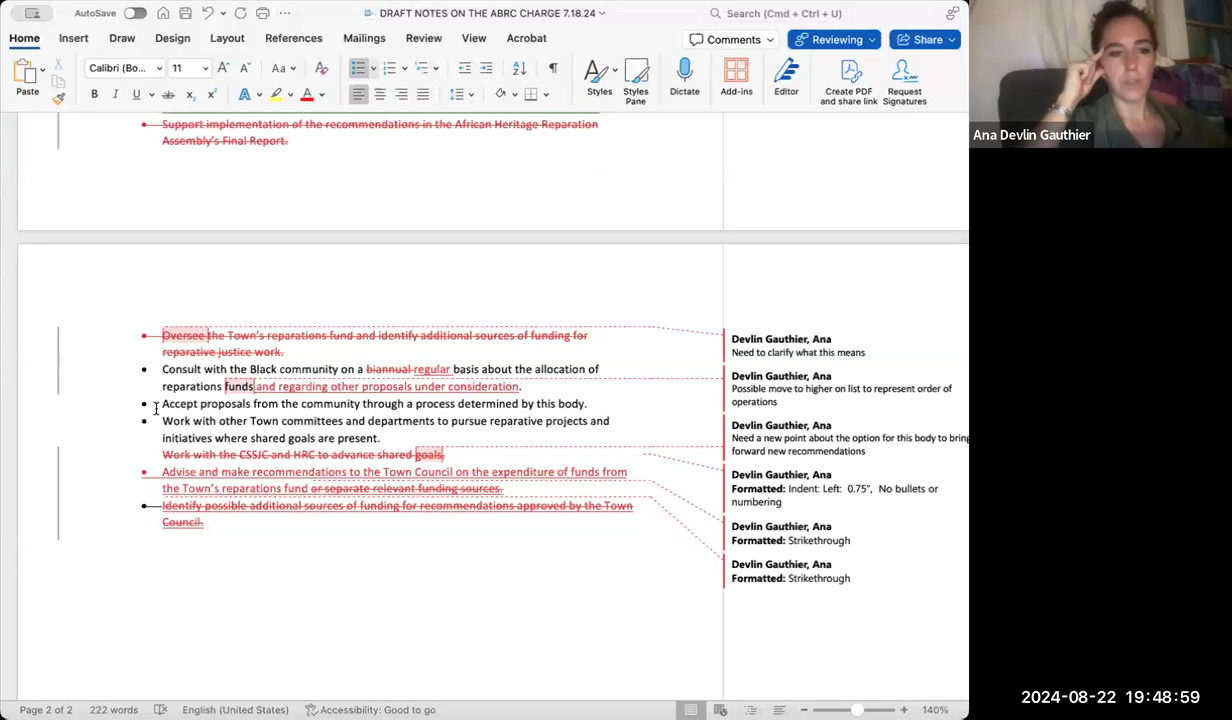 AutoSave
DRAFT NOTES ON THE ABRC CHARGE 7.18.24
Search (Cmd + Ctrl + U)
Home Insert Draw Design Layout References Mailings Review View Acrobat
Comments Reviewing Share
Paste
Calibri (Bo... 11
Styles
Styles Pane
Dictate
Add-ins
Editor
Create PDF and share link
Request Signatures
Ana Devlin Gauthier
Support implementation of the recommendations in the African Heritage Reparation
Assembly's Final Report.
Oversee the Town's reparations fund and identify additional sources of funding for
reparative justice work.
Consult with the Black community on a biannual regular basis about the allocation of
reparations funds and regarding other proposals under consideration.
Accept proposals from the community through a process determined by this body.
Work with other Town committees and departments to pursue reparative projects and
initiatives where shared goals are present.
Work with the CSSJC and HRC to advance shared goals.
Advise and make recommendations to the Town Council on the expenditure of funds from
the Town's reparations fund or separate relevant funding sources.
Identify possible additional sources of funding for recommendations approved by the Town
Council.
Devlin Gauthier, Ana
Need to clarify what this means
Devlin Gauthier, Ana
Possible move to higher on list to represent order of
operations
Devlin Gauthier, Ana
Need a new point about the option for this body to bring
forward new recommendations
Devlin Gauthier, Ana
Formatted: Indent: Left: 0.75", No bullets or
numbering
Devlin Gauthier, Ana
Formatted: Strikethrough
Devlin Gauthier, Ana
Formatted: Strikethrough
Page 2 of 2 222 words English (United States) Accessibility: Good to go 140%
2024-08-22 19:48:59